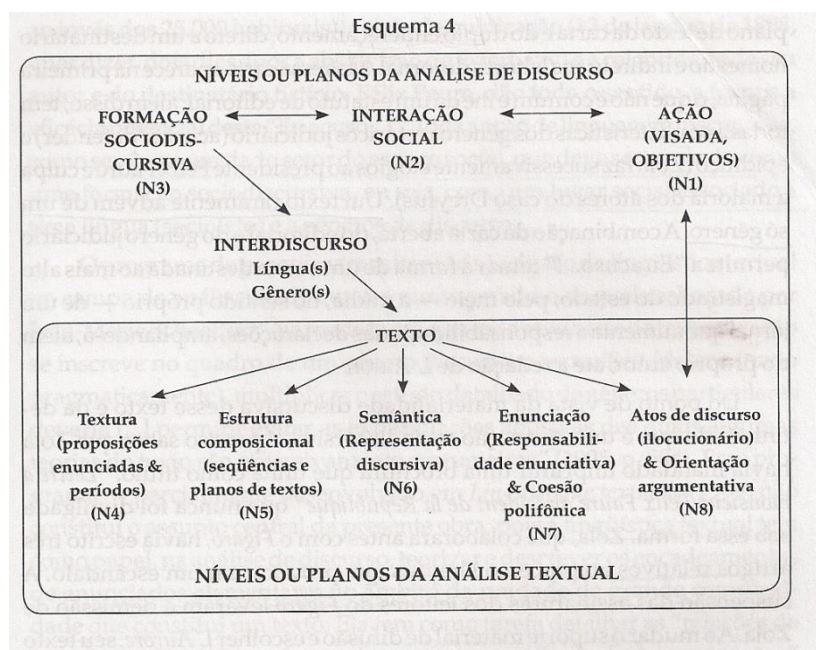 Esquema 4
NÍVEIS OU PLANOS DA ANÁLISE DE DISCURSO
FORMAÇÃO
SOCIODIS-
CURSIVA
(N3)
INTERAÇÃO
SOCIAL
(N2)
AÇÃO
(VISADA,
OBJETIVOS)
(N1)
INTERDISCURSO
Língua(s)
Gênero(s)
TEXTO
Textura
(proposições
enunciadas &
períodos)
(N4)
Estrutura
composicional
(seqüências e
planos de textos)
(N5)
Semântica
(Representação
discursiva)
(N6)
Enunciação
(Responsabili-
dade enunciativa)
& coesão
polifônica
(N7)
Atos de discurso
(ilocucionário)
& Orientação
argumentativa
(N8)
NÍVEIS OU PLANOS DA ANÁLISE TEXTUAL